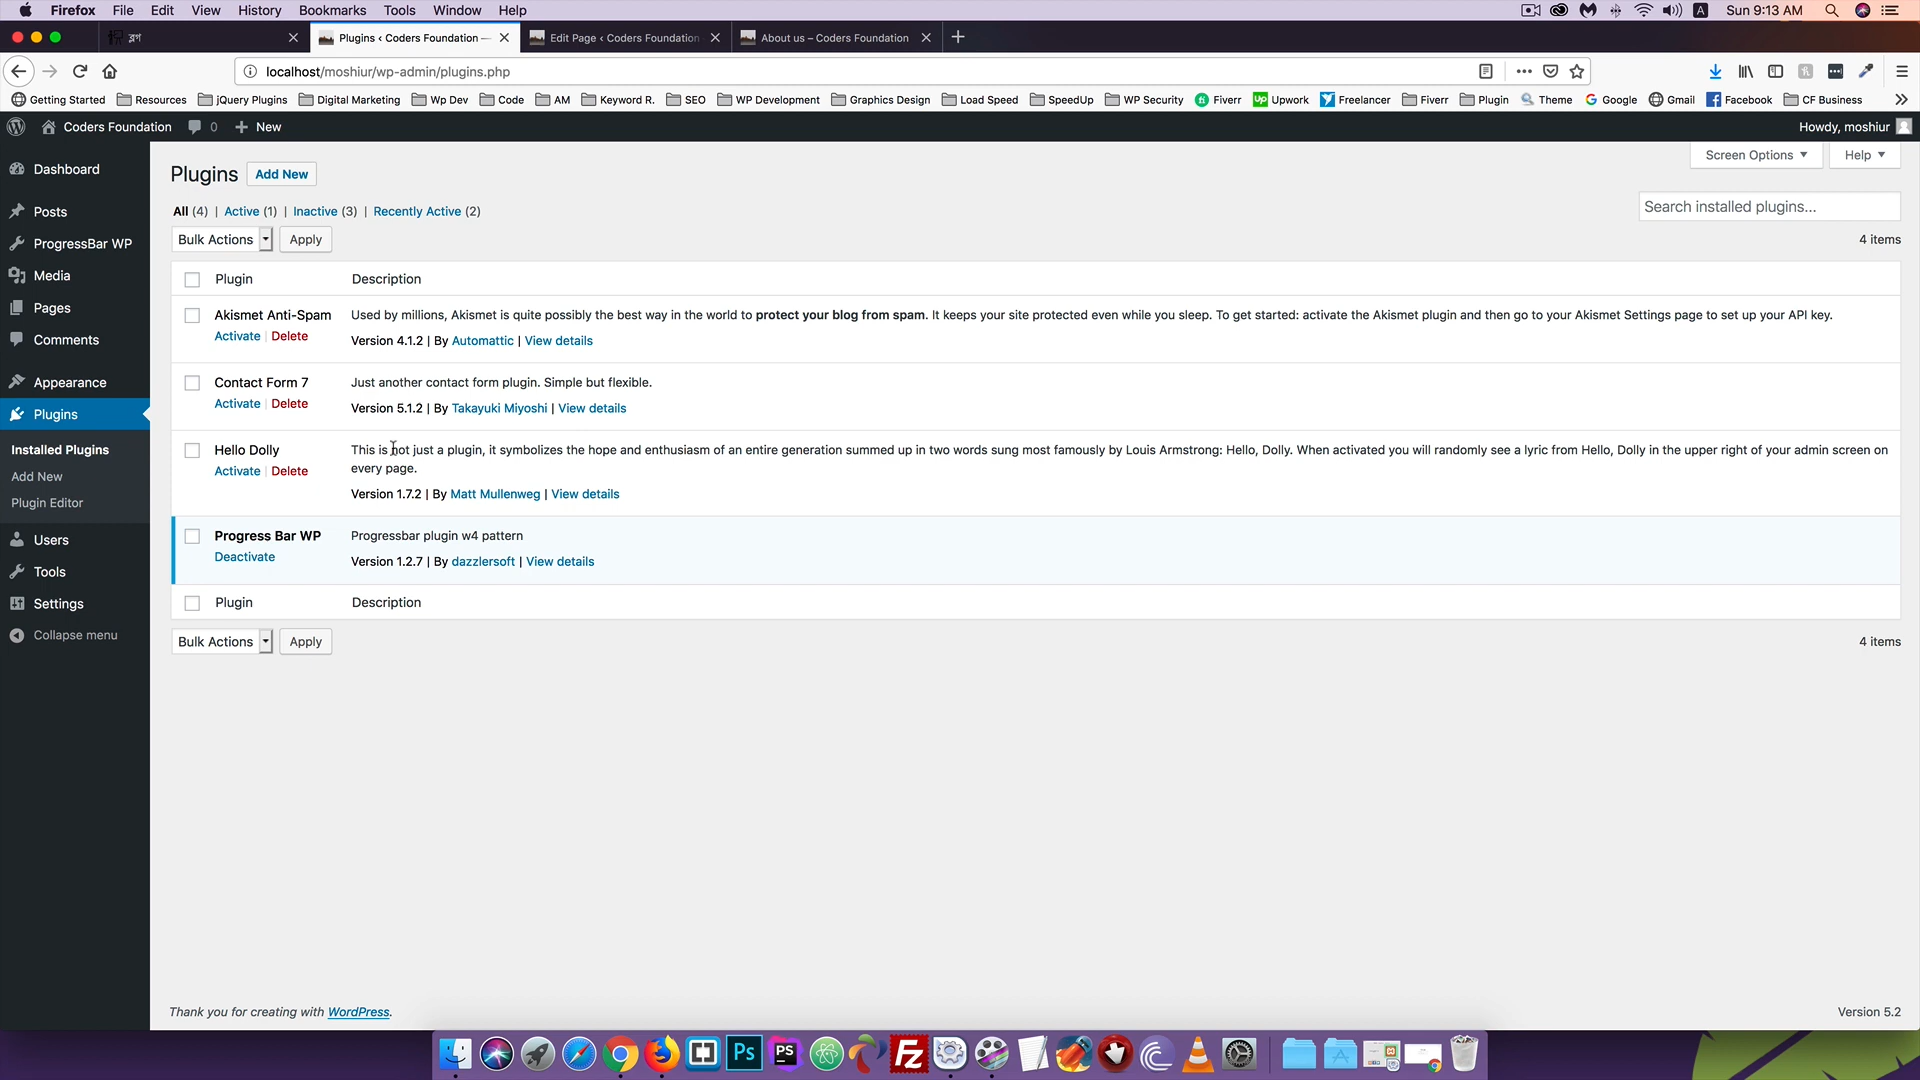 Firefox File Edit View History Bookmarks Tools Window Help Sun 9:13 AM
ব্লগ Plugins ‹ Coders Foundation — Edit Page ‹ Coders Foundation About us – Coders Foundation
localhost/moshiur/wp-admin/plugins.php
Getting Started Resources jQuery Plugins Digital Marketing Wp Dev Code AM Keyword R. SEO WP Development Graphics Design Load Speed SpeedUp WP Security Fiverr Upwork Freelancer Fiverr Plugin Theme Google Gmail Facebook CF Business
Coders Foundation 0 New Howdy, moshiur
Screen Options Help
Plugins Add New
All (4) | Active (1) | Inactive (3) | Recently Active (2)
Search installed plugins...
Bulk Actions Apply 4 items
Plugin Description
Akismet Anti-Spam Used by millions, Akismet is quite possibly the best way in the world to protect your blog from spam. It keeps your site protected even while you sleep. To get started: activate the Akismet plugin and then go to your Akismet Settings page to set up your API key.
Activate | Delete
Version 4.1.2 | By Automattic | View details
Contact Form 7 Just another contact form plugin. Simple but flexible.
Activate | Delete
Version 5.1.2 | By Takayuki Miyoshi | View details
Hello Dolly This is not just a plugin, it symbolizes the hope and enthusiasm of an entire generation summed up in two words sung most famously by Louis Armstrong: Hello, Dolly. When activated you will randomly see a lyric from Hello, Dolly in the upper right of your admin screen on
every page.
Activate | Delete
Version 1.7.2 | By Matt Mullenweg | View details
Progress Bar WP Progressbar plugin w4 pattern
Deactivate
Version 1.2.7 | By dazzlersoft | View details
Plugin Description
Bulk Actions Apply 4 items
Dashboard
Posts
ProgressBar WP
Media
Pages
Comments
Appearance
Plugins
Installed Plugins
Add New
Plugin Editor
Users
Tools
Settings
Collapse menu
Thank you for creating with WordPress. Version 5.2
Ps PS Fz